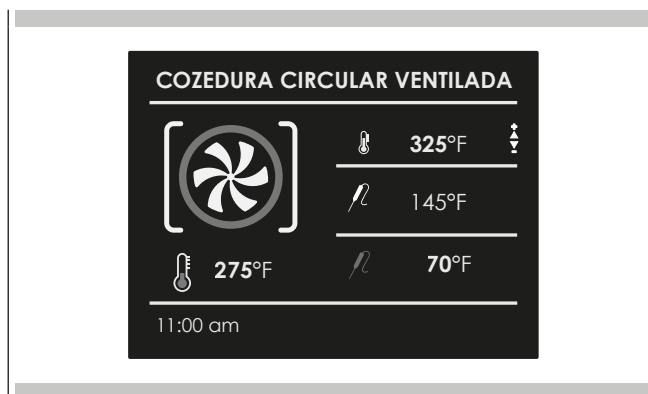 COZEDURA CIRCULAR VENTILADA
325°F
145°F
275°F
70°F
11:00 am